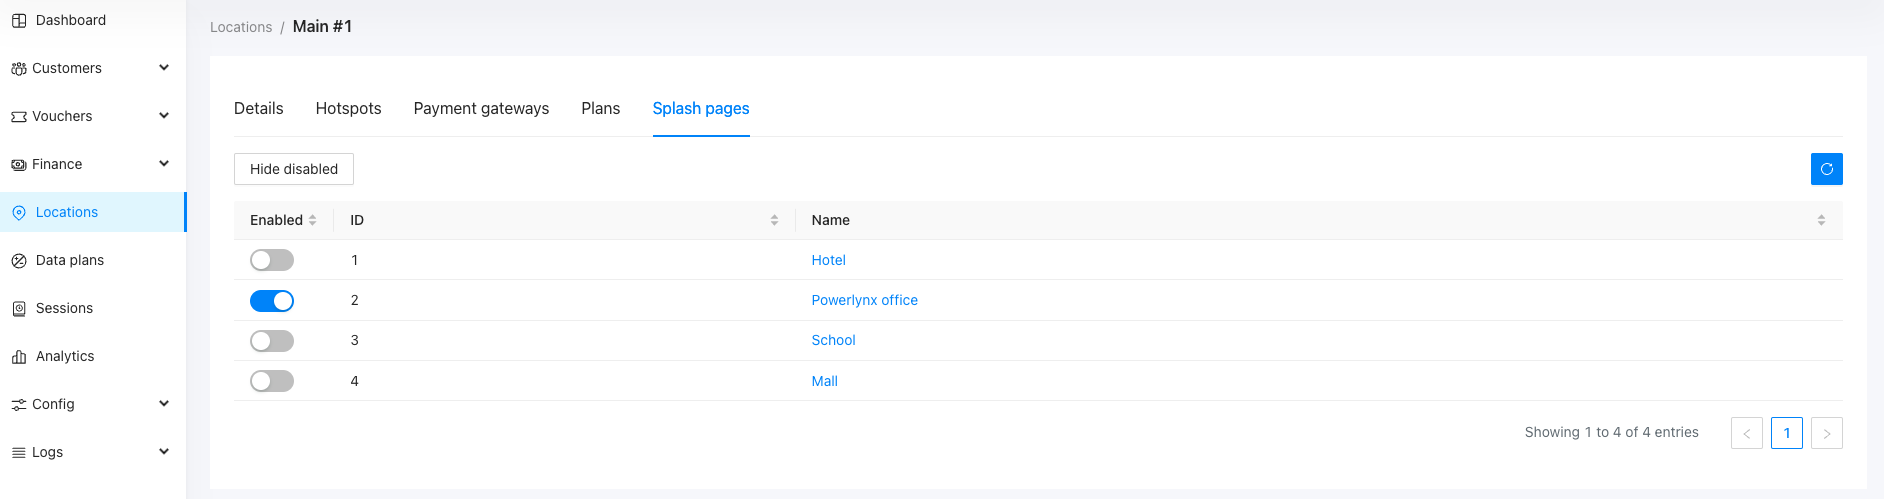 Dashboard
Customers
Vouchers
Finance
Locations
Data plans
Sessions
Analytics
Config
Logs
Locations / Main #1
Details Hotspots Payment gateways Plans Splash pages
Hide disabled
Enabled ID Name
1 Hotel
2 Powerlynx office
3 School
4 Mall
Showing 1 to 4 of 4 entries < 1 >